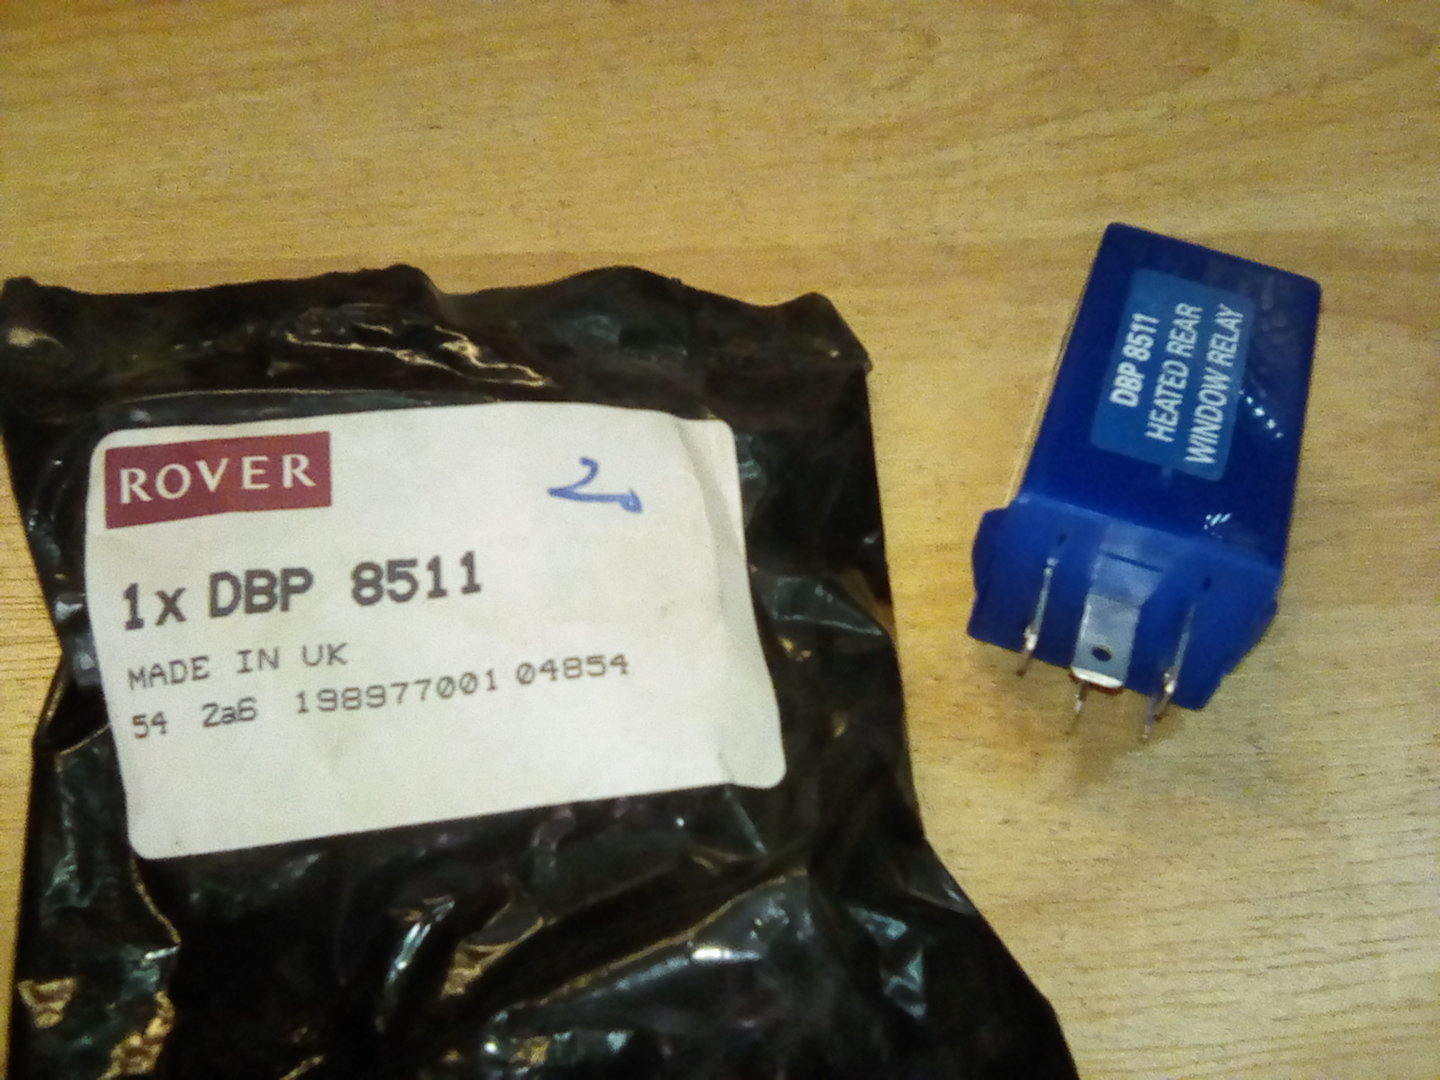 ROVER
2
1x DBP 8511
MADE IN UK
54 2a6 198977001 04854
DBP 8511
HEATED REAR
WINDOW RELAY